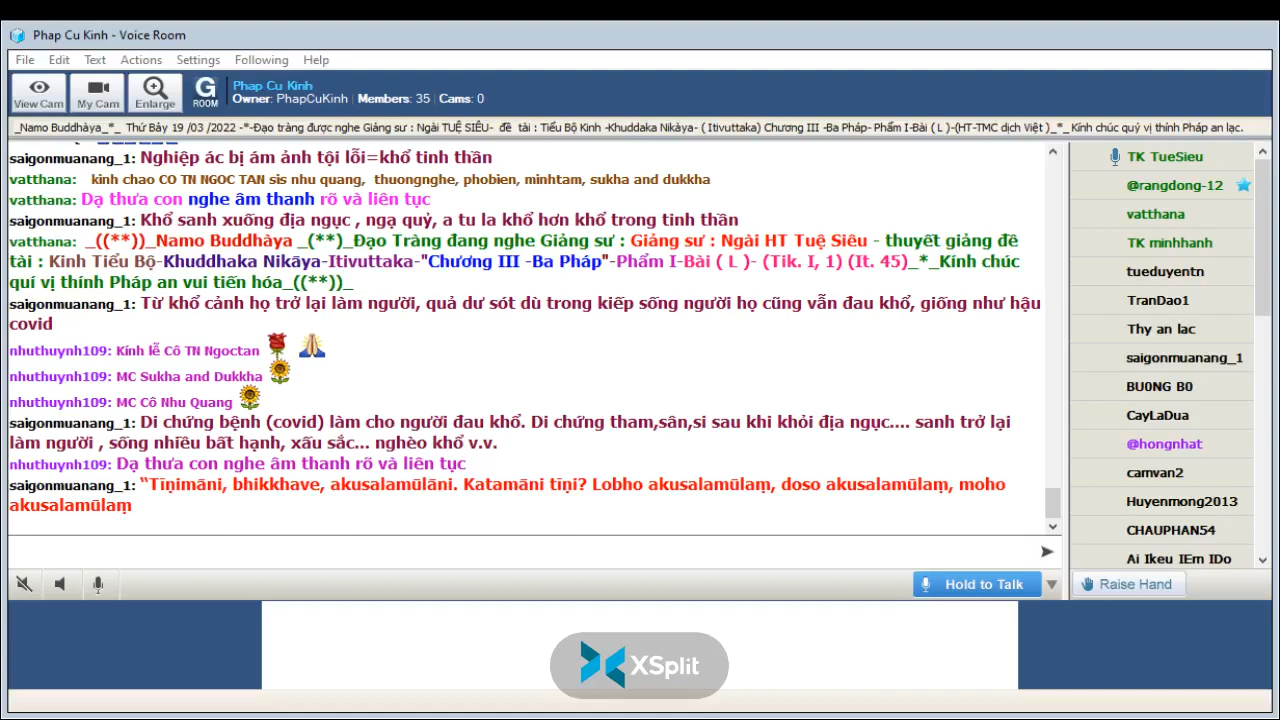 Phap Cu Kinh - Voice Room
File Edit Text Actions Settings Following Help
View Cam
My Cam
Enlarge
G ROOM
Phap Cu Kinh
Owner: PhapCuKinh | Members: 35 | Cams: 0
_Namo Buddhàya_*_ Thứ Bảy 19 /03 /2022 -*-Đạo tràng được nghe Giảng sư : Ngài TUỆ SIÊU- đề tài : Tiểu Bộ Kinh -Khuddaka Nikàya- ( Itivuttaka) Chương III -Ba Pháp- Phẩm I-Bài ( L )-(HT-TMC dịch Việt )_*_ Kính chúc quý vị thính Pháp an lạc.
saigonmuanang_1: Nghiệp ác bị ám ảnh tội lỗi=khổ tinh thần
vatthana: kinh chao CO TN NGOC TAN sis nhu quang, thuongnghe, phobien, minhtam, sukha and dukkha
vatthana: Dạ thưa con nghe âm thanh rõ và liên tục
saigonmuanang_1: Khổ sanh xuống địa ngục , ngạ quỷ, a tu la khổ hơn khổ trong tinh thần
vatthana: _((**))_Namo Buddhàya _(**)_Đạo Tràng đang nghe Giảng sư : Giảng sư : Ngài HT Tuệ Siêu - thuyết giảng đề
tài : Kinh Tiểu Bộ-Khuddhaka Nikāya-Itivuttaka-"Chương III -Ba Pháp"-Phẩm I-Bài ( L )- (Tik. I, 1) (It. 45)_*_Kính chúc
quí vị thính Pháp an vui tiến hóa_((**))_
saigonmuanang_1: Từ khổ cảnh họ trở lại làm người, quả dư sót dù trong kiếp sống người họ cũng vẫn đau khổ, giống như hậu
covid
nhuthuynh109: Kính lễ Cô TN Ngoctan
nhuthuynh109: MC Sukha and Dukkha
nhuthuynh109: MC Cô Nhu Quang
saigonmuanang_1: Di chứng bệnh (covid) làm cho người đau khổ. Di chứng tham,sân,si sau khi khỏi địa ngục.... sanh trở lại
làm người , sống nhiều bất hạnh, xấu sắc... nghèo khổ v.v.
nhuthuynh109: Dạ thưa con nghe âm thanh rõ và liên tục
saigonmuanang_1: “Tīṇimāni, bhikkhave, akusalamūlāni. Katamāni tīṇi? Lobho akusalamūlaṃ, doso akusalamūlaṃ, moho
akusalamūlaṃ
Hold to Talk
TK TueSieu
@rangdong-12
vatthana
TK minhhanh
tueduyentn
TranDao1
Thy an lac
saigonmuanang_1
BU0NG B0
CayLaDua
@hongnhat
camvan2
Huyenmong2013
CHAUPHAN54
Ai Ikeu IEm IDo
Raise Hand
XSplit